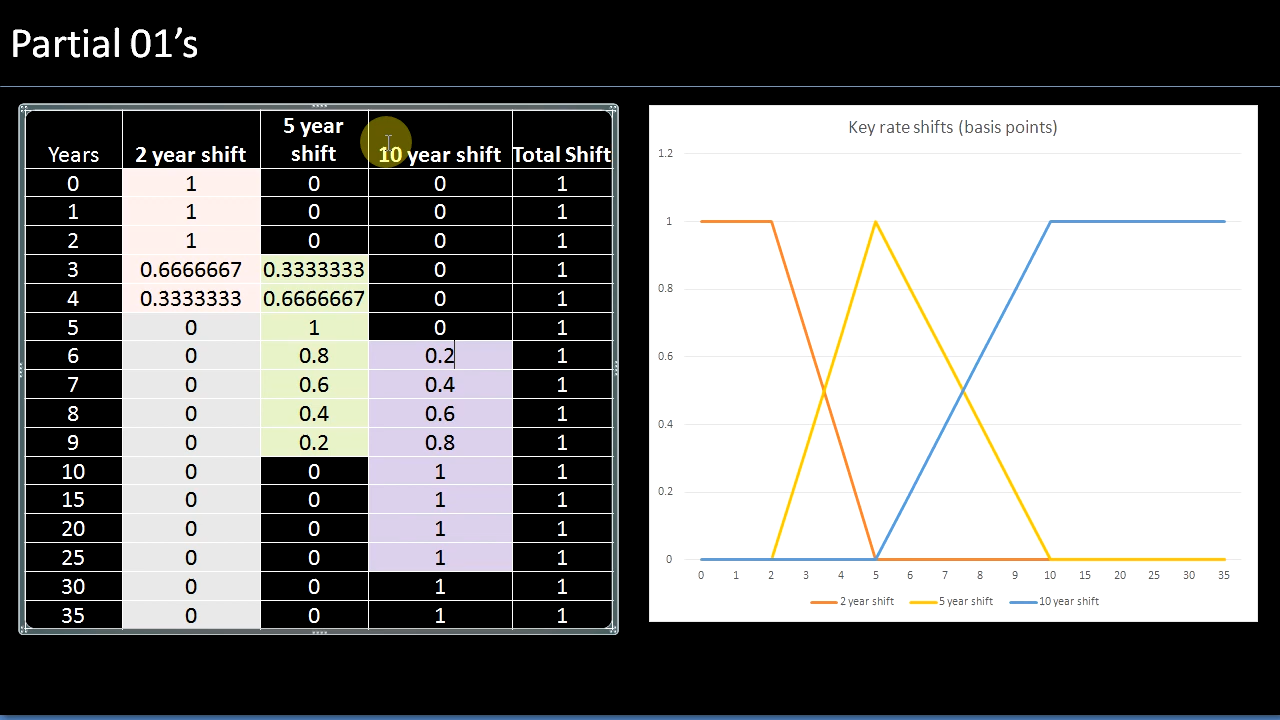 Partial 01's
Years 2 year shift 5 year shift 10 year shift Total Shift
0 1 0 0 1
1 1 0 0 1
2 1 0 0 1
3 0.6666667 0.3333333 0 1
4 0.3333333 0.6666667 0 1
5 0 1 0 1
6 0 0.8 0.2 1
7 0 0.6 0.4 1
8 0 0.4 0.6 1
9 0 0.2 0.8 1
10 0 0 1 1
15 0 0 1 1
20 0 0 1 1
25 0 0 1 1
30 0 0 1 1
35 0 0 1 1
Key rate shifts (basis points)
1.2
1
0.8
0.6
0.4
0.2
0
0 1 2 3 4 5 6 7 8 9 10 15 20 25 30 35
2 year shift 5 year shift 10 year shift